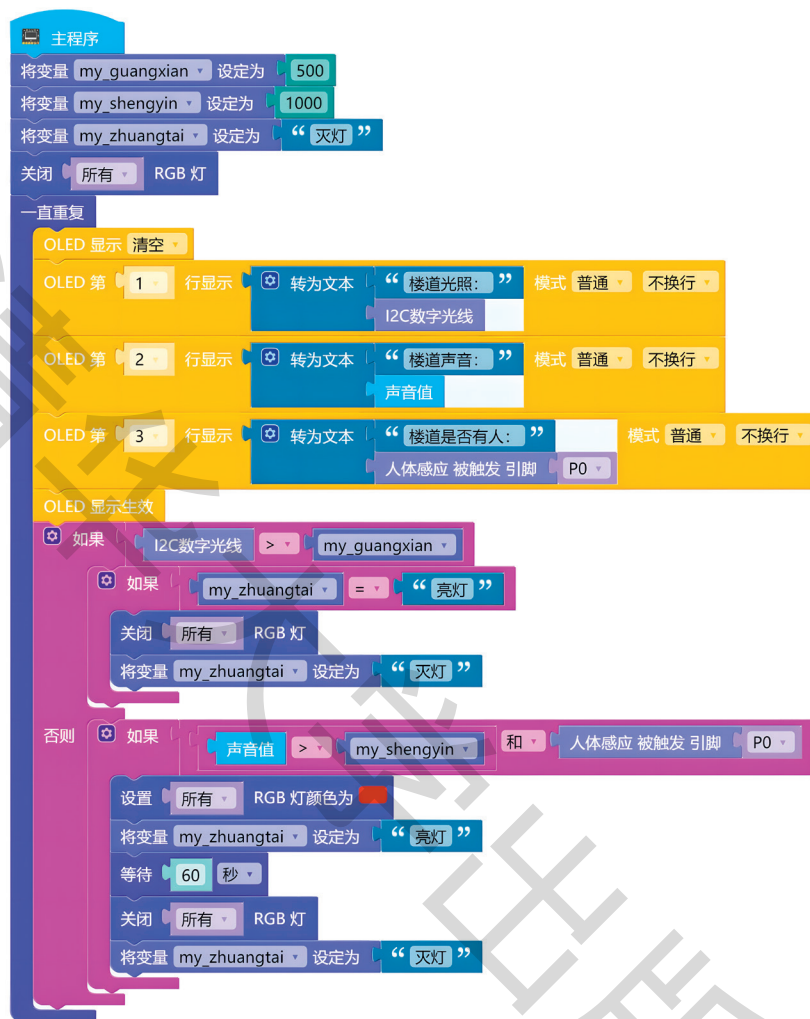 主程序
将变量 my_guangxian 设定为 500
将变量 my_shengyin 设定为 1000
将变量 my_zhuangtai 设定为 “ 灭灯 ”
关闭 所有 RGB 灯
一直重复
OLED 显示 清空
OLED 第 1 行显示 转为文本 “ 楼道光照： ” 模式 普通 不换行
I2C数字光线
OLED 第 2 行显示 转为文本 “ 楼道声音： ” 模式 普通 不换行
声音值
OLED 第 3 行显示 转为文本 “ 楼道是否有人： ” 模式 普通 不换行
人体感应 被触发 引脚 P0
OLED 显示生效
如果 I2C数字光线 > my_guangxian
如果 my_zhuangtai = “ 亮灯 ”
关闭 所有 RGB 灯
将变量 my_zhuangtai 设定为 “ 灭灯 ”
否则 如果 声音值 > my_shengyin 和 人体感应 被触发 引脚 P0
设置 所有 RGB 灯颜色为
将变量 my_zhuangtai 设定为 “ 亮灯 ”
等待 60 秒
关闭 所有 RGB 灯
将变量 my_zhuangtai 设定为 “ 灭灯 ”